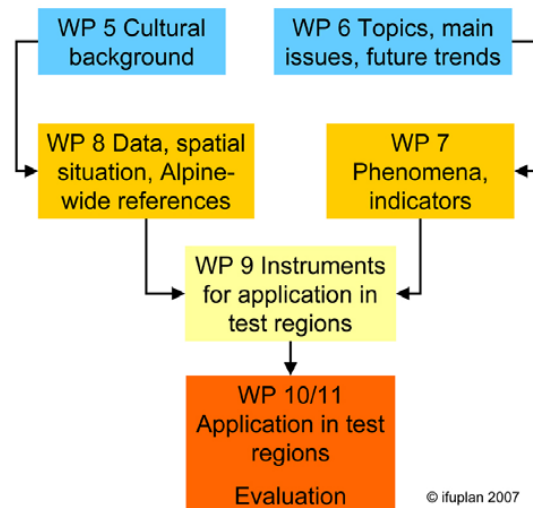 WP 5 Cultural
background
WP 6 Topics, main
issues, future trends
WP 8 Data, spatial
situation, Alpine-
wide references
WP 7
Phenomena,
indicators
WP 9 Instruments
for application in
test regions
WP 10/11
Application in test
regions
Evaluation
© ifuplan 2007